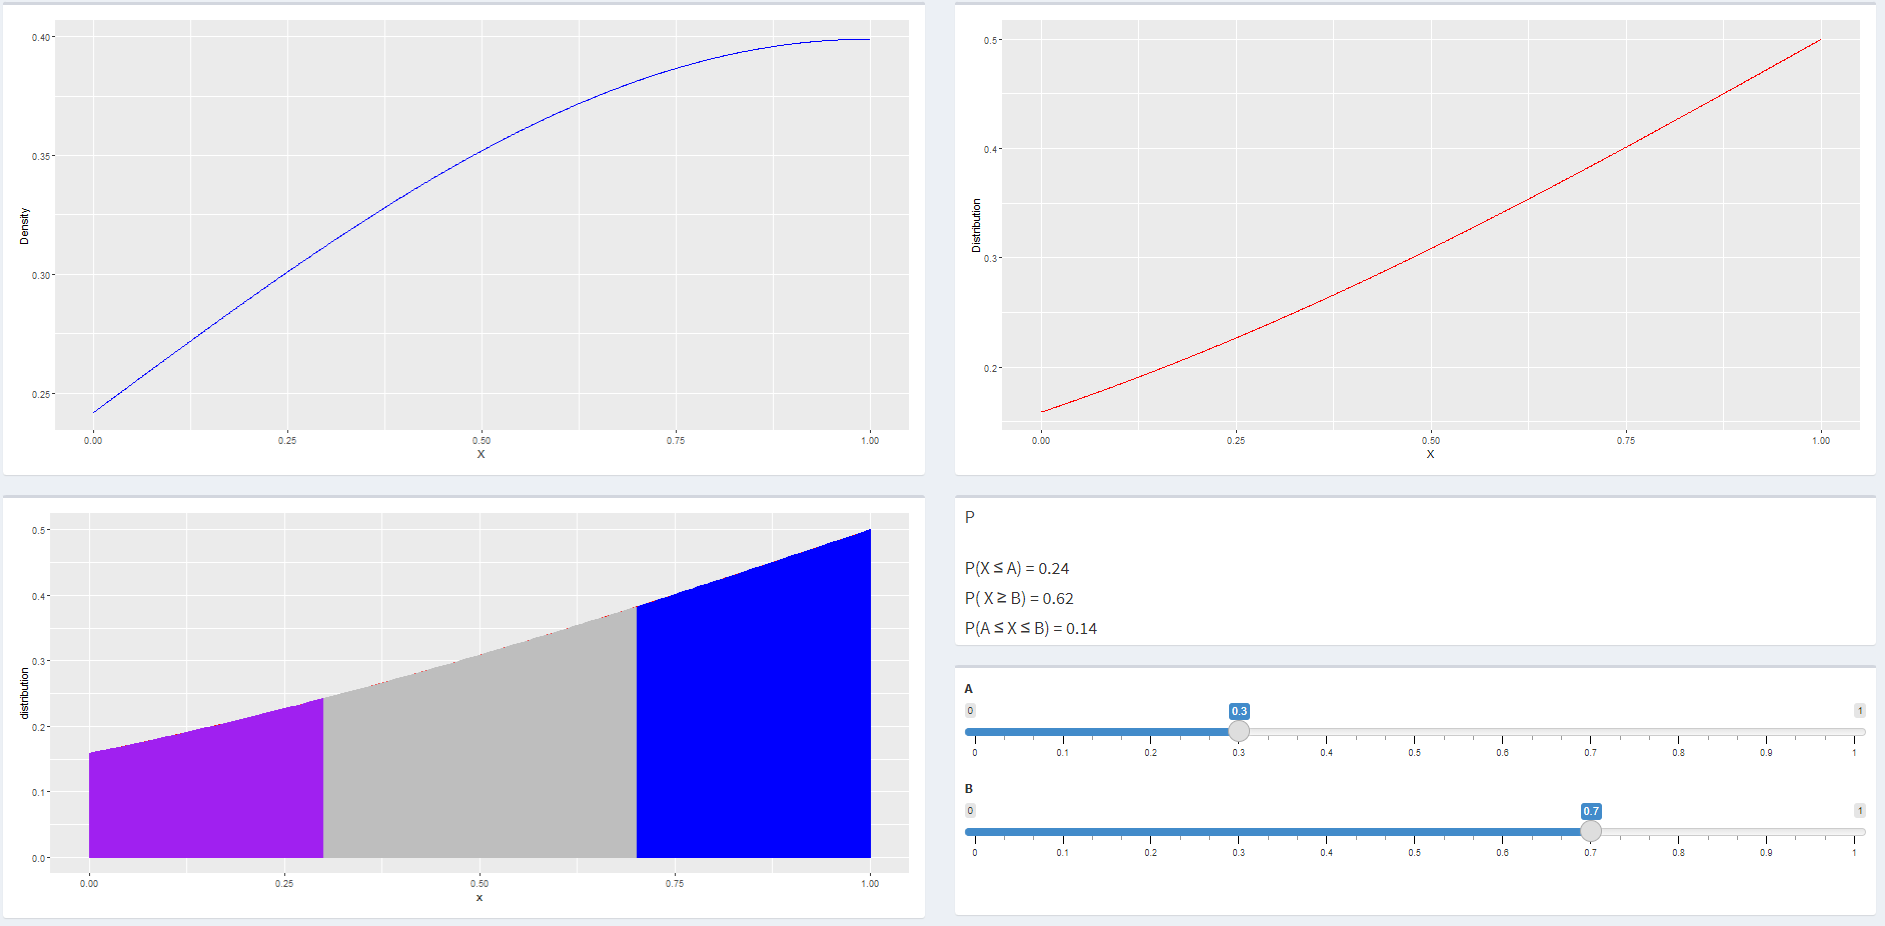 0.40
0.35
0.30
0.25
Density
0.00 0.25 0.50 0.75 1.00
X
0.5
0.4
0.3
0.2
Distribution
0.00 0.25 0.50 0.75 1.00
X
0.5
0.4
0.3
0.2
0.1
0.0
distribution
0.00 0.25 0.50 0.75 1.00
x
P
P(X ≤ A) = 0.24
P( X ≥ B) = 0.62
P(A ≤ X ≤ B) = 0.14
A
0 0.3 1
0 0.1 0.2 0.3 0.4 0.5 0.6 0.7 0.8 0.9 1
B
0 0.7 1
0 0.1 0.2 0.3 0.4 0.5 0.6 0.7 0.8 0.9 1